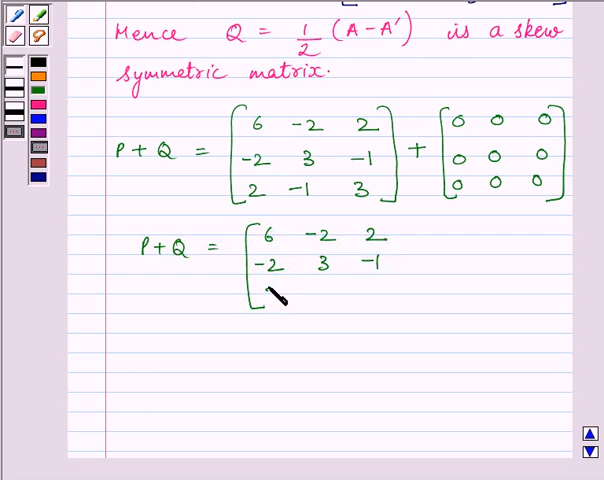 Hence Q = 1/2 (A - A') is a skew
symmetric matrix.
P + Q = [ 6 -2 2 ; -2 3 -1 ; 2 -1 3 ] + [ 0 0 0 ; 0 0 0 ; 0 0 0 ]
P + Q = [ 6 -2 2 ; -2 3 -1